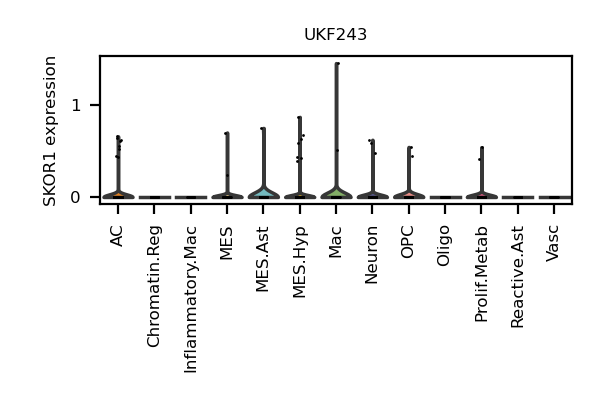 UKF243
SKOR1 expression
1
0
AC
Chromatin.Reg
Inflammatory.Mac
MES
MES.Ast
MES.Hyp
Mac
Neuron
OPC
Oligo
Prolif.Metab
Reactive.Ast
Vasc